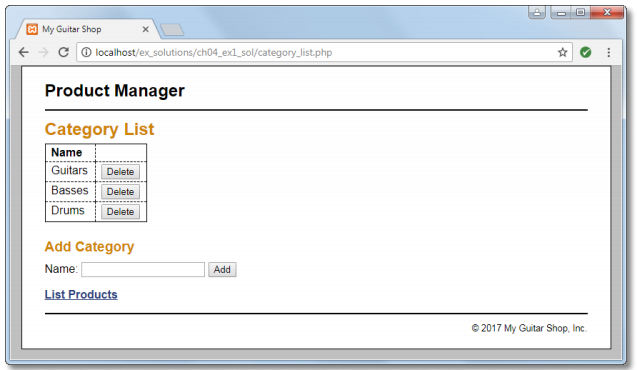 My Guitar Shop
localhost/ex_solutions/ch04_ex1_sol/category_list.php
Product Manager
Category List
Name
Guitars Delete
Basses Delete
Drums Delete
Add Category
Name: Add
List Products
© 2017 My Guitar Shop, Inc.